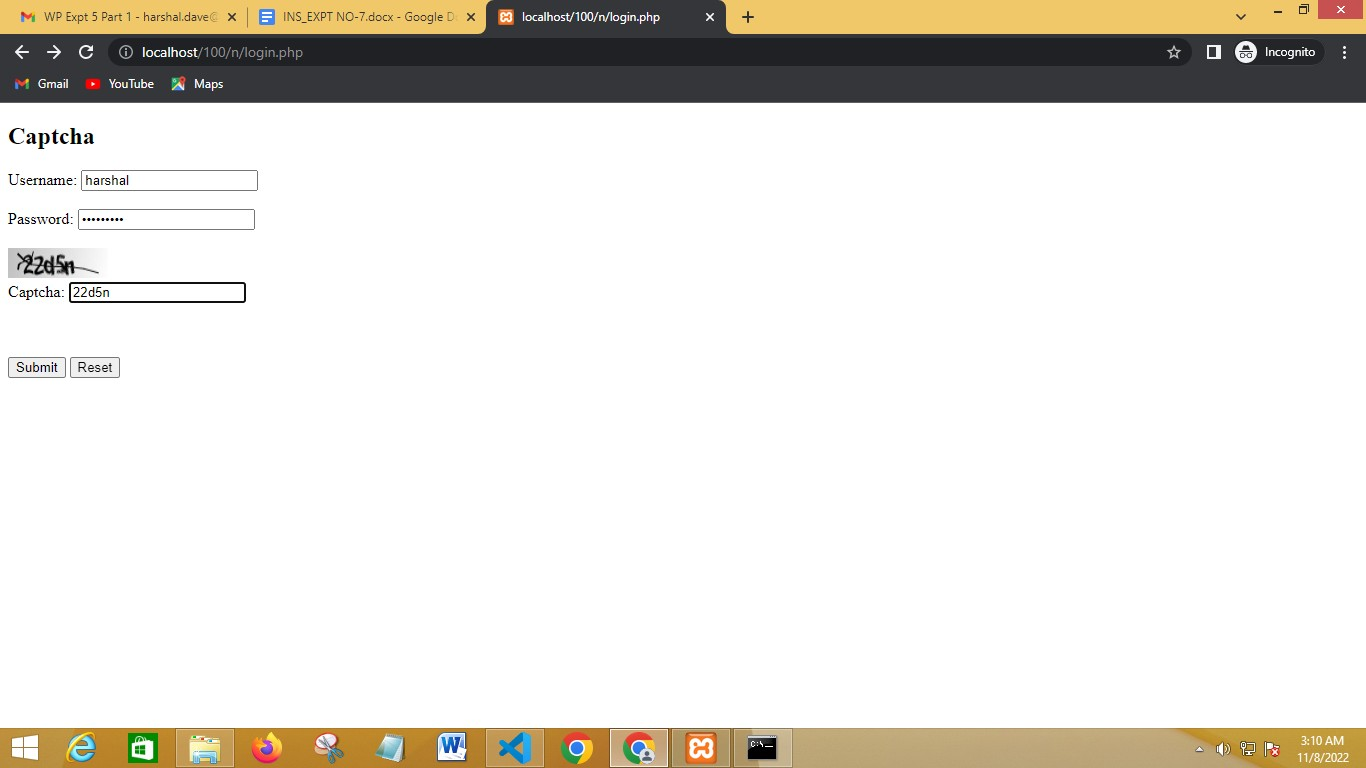 WP Expt 5 Part 1 - harshal.dave@
INS_EXPT NO-7.docx - Google D
localhost/100/n/login.php
localhost/100/n/login.php
Incognito
Gmail YouTube Maps
Captcha
Username: harshal
Password: •••••••••
22d5n
Captcha: 22d5n
Submit Reset
C:\
3:10 AM
11/8/2022